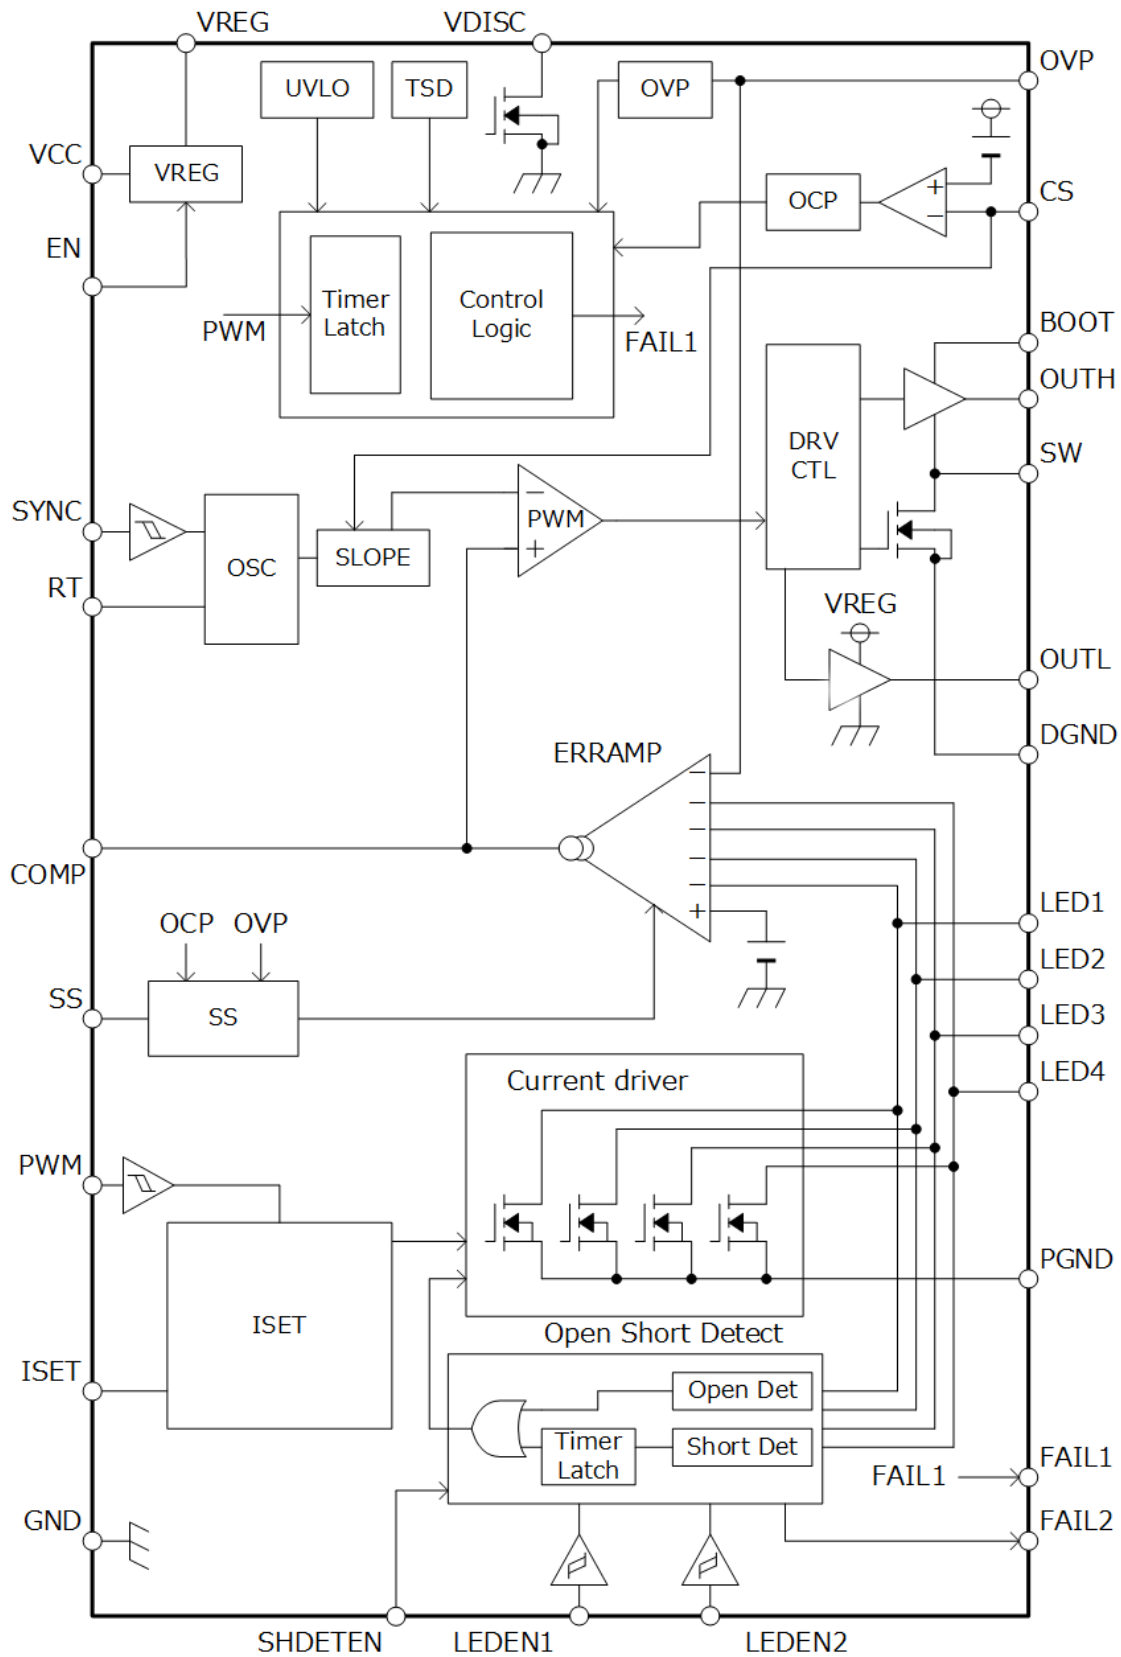 VREG
VDISC
OVP
UVLO
TSD
OVP
VCC
VREG
OCP
+
−
CS
EN
Timer
Latch
Control
Logic
PWM
FAIL1
BOOT
OUTH
DRV
CTL
SW
SYNC
OSC
SLOPE
−
PWM
+
RT
VREG
OUTL
DGND
ERRAMP
−
−
−
−
−
+
COMP
LED1
OCP OVP
LED2
SS
SS
LED3
LED4
Current driver
PWM
PGND
ISET
Open Short Detect
ISET
Open Det
Timer
Latch
Short Det
FAIL1
FAIL1
GND
FAIL2
SHDETEN
LEDEN1
LEDEN2